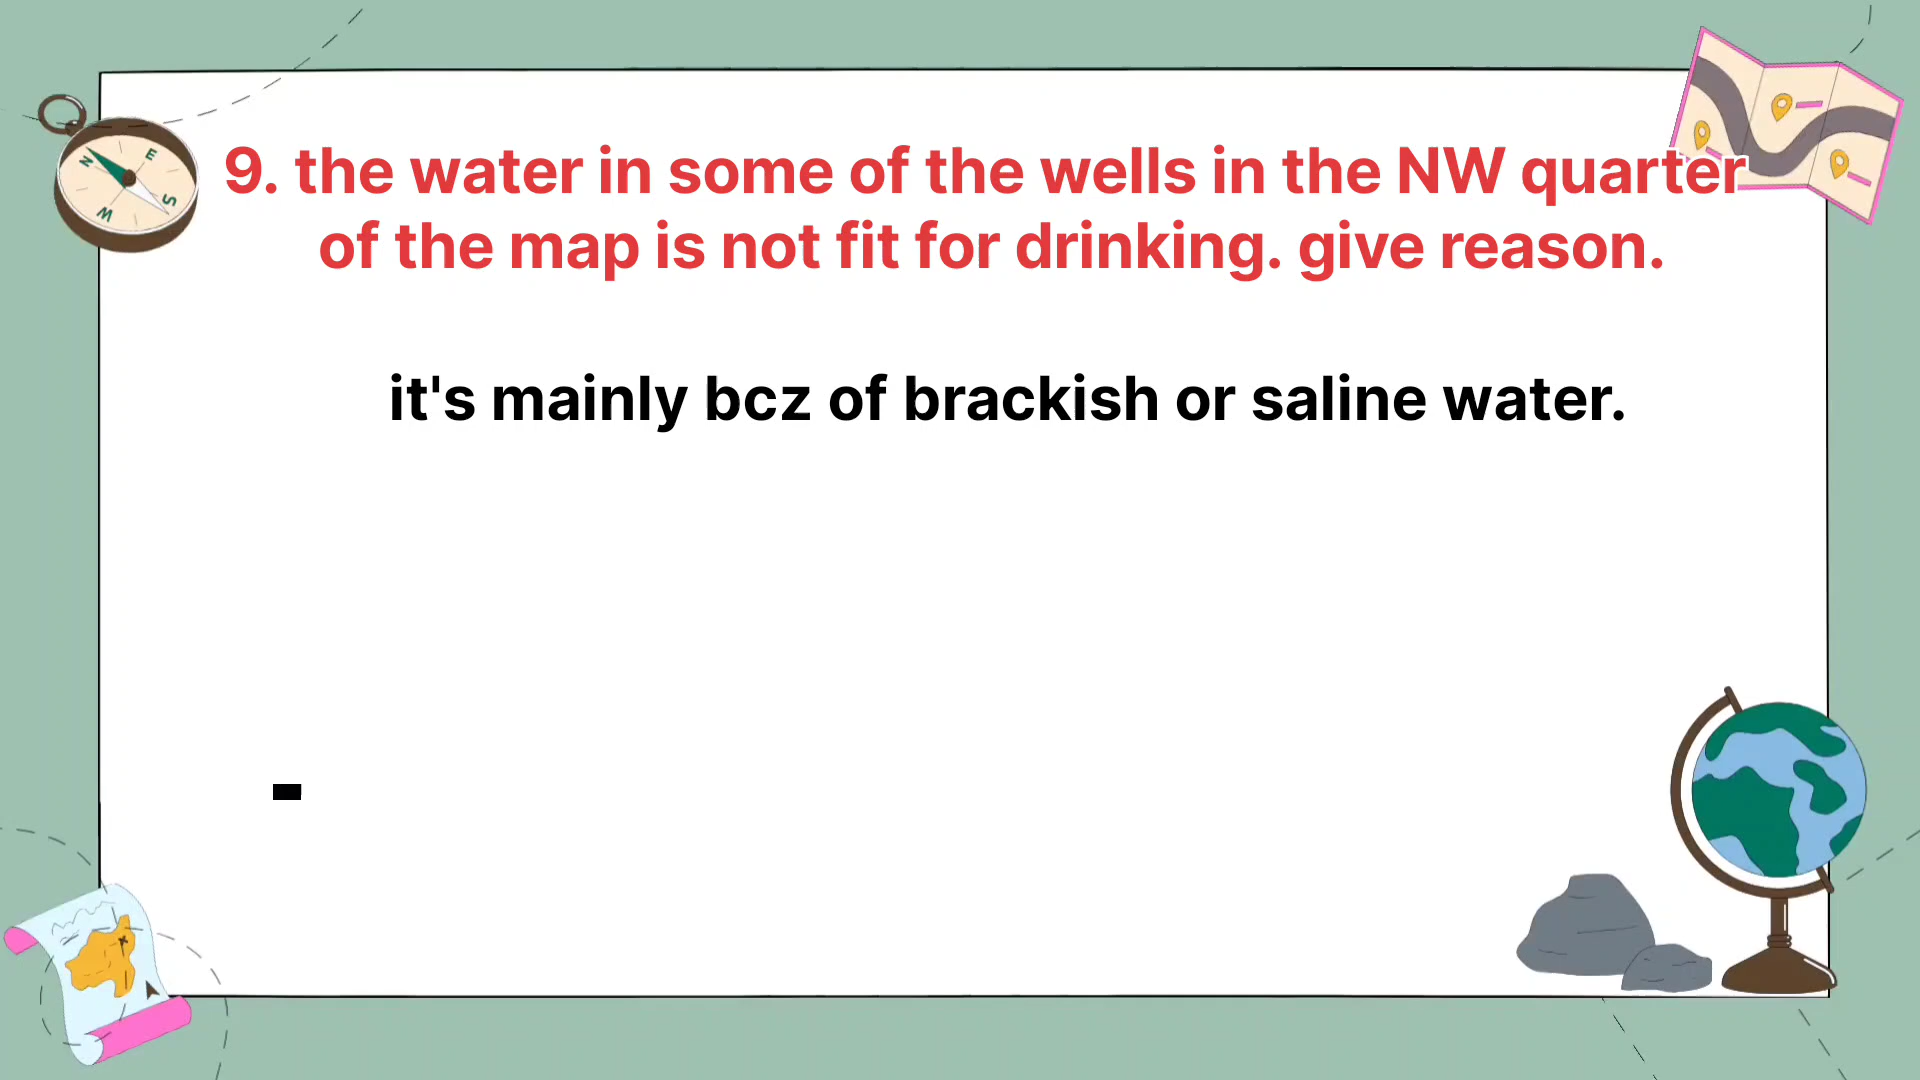 9. the water in some of the wells in the NW quarter
of the map is not fit for drinking. give reason.
it's mainly bcz of brackish or saline water.
-
N
E
W
S